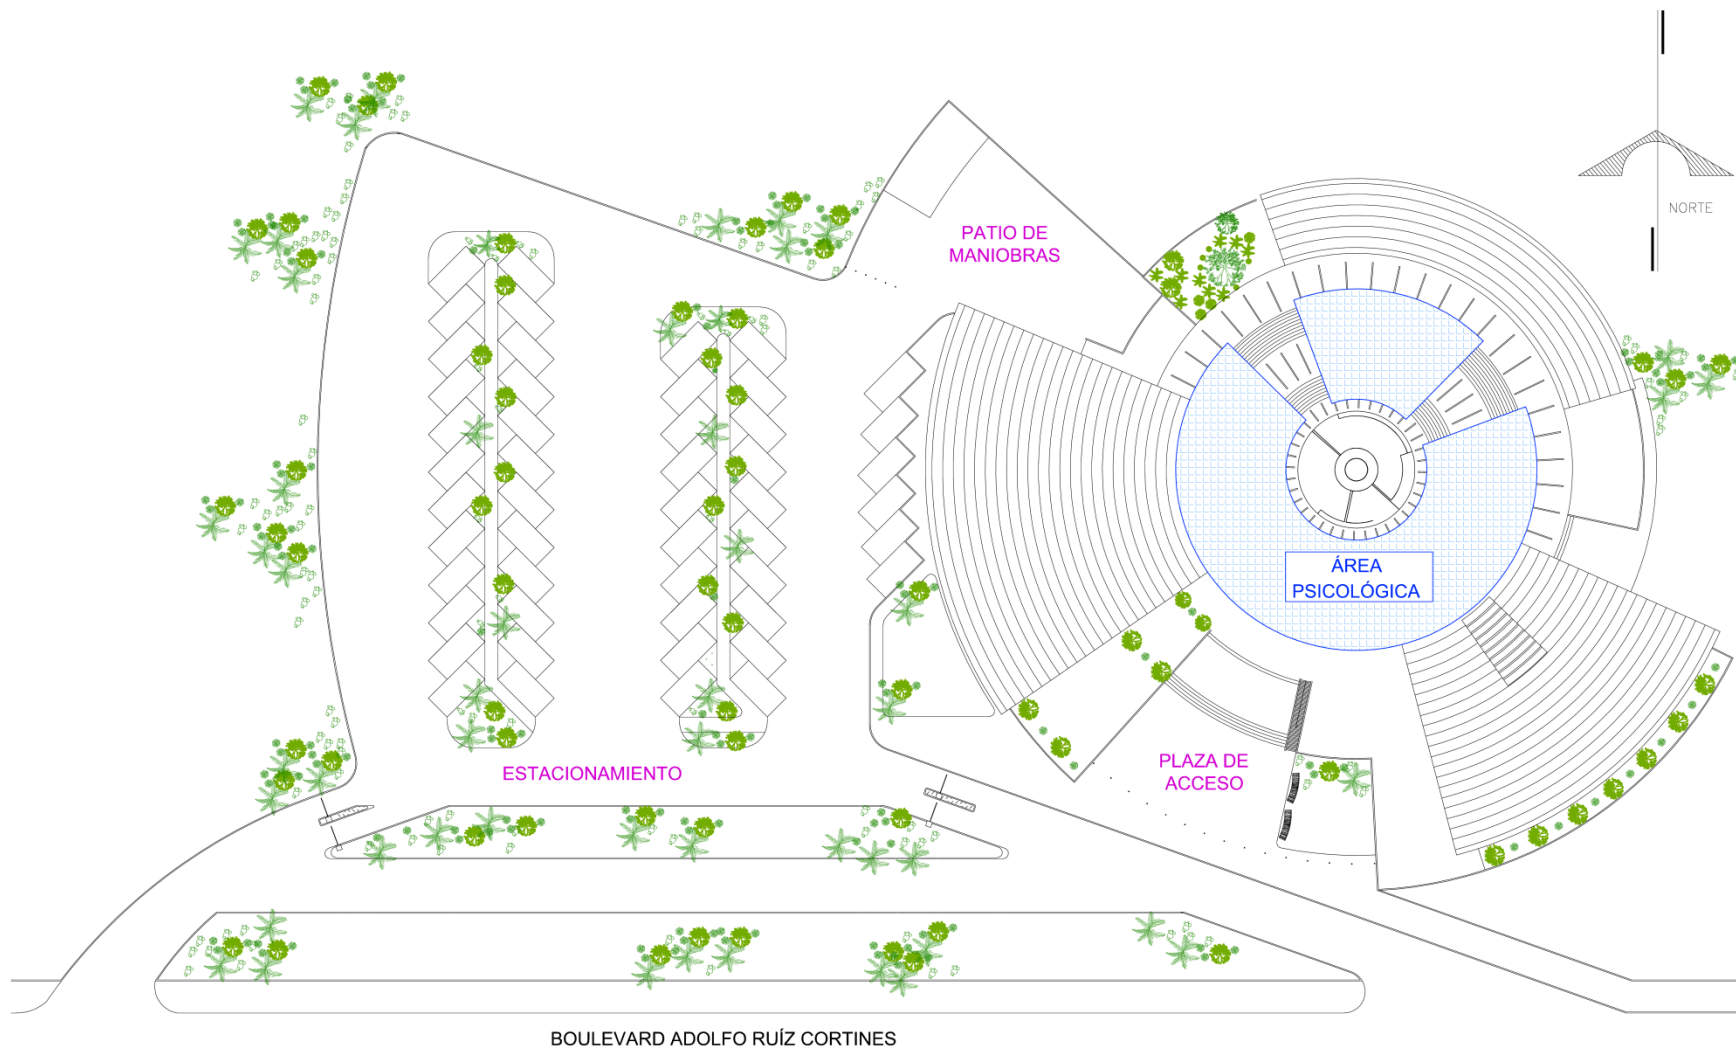 NORTE
PATIO DE
MANIOBRAS
ÁREA
PSICOLÓGICA
PLAZA DE
ACCESO
ESTACIONAMIENTO
BOULEVARD ADOLFO RUÍZ CORTINES